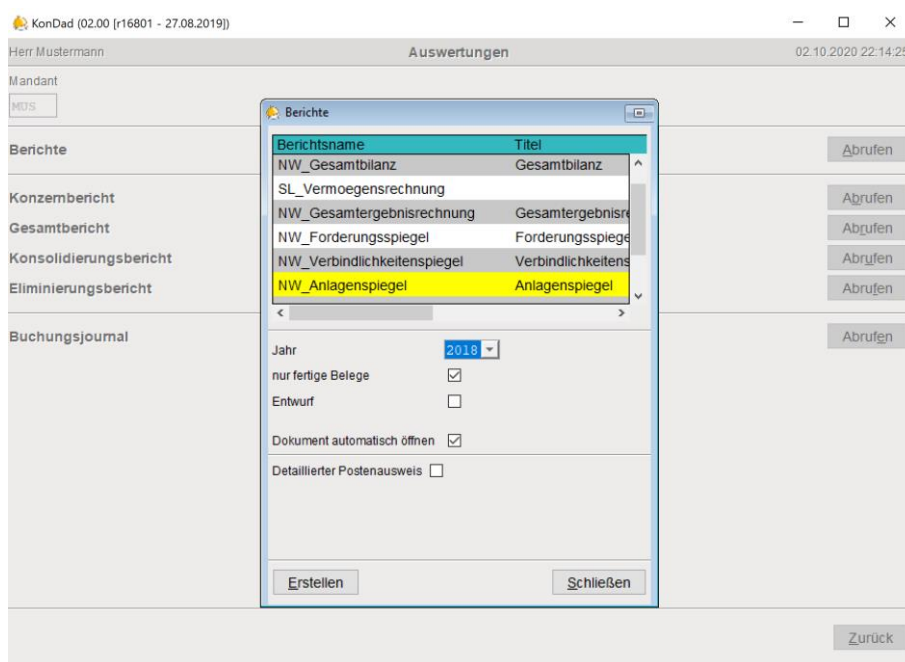 KonDad (02.00 [r16801 - 27.08.2019])
Herr Mustermann Auswertungen 02.10.2020 22:14:25
Mandant
MUS
Berichte
Berichtsname Titel
NW_Gesamtbilanz Gesamtbilanz
SL_Vermoegensrechnung
NW_Gesamtergebnisrechnung Gesamtergebnisre
NW_Forderungsspiegel Forderungsspiege
NW_Verbindlichkeitenspiegel Verbindlichkeitens
NW_Anlagenspiegel Anlagenspiegel
Jahr 2018
nur fertige Belege
Entwurf
Dokument automatisch öffnen
Detaillierter Postenausweis
Erstellen Schließen
Berichte Abrufen
Konzernbericht Abrufen
Gesamtbericht Abrufen
Konsolidierungsbericht Abrufen
Eliminierungsbericht Abrufen
Buchungsjournal Abrufen
Zurück